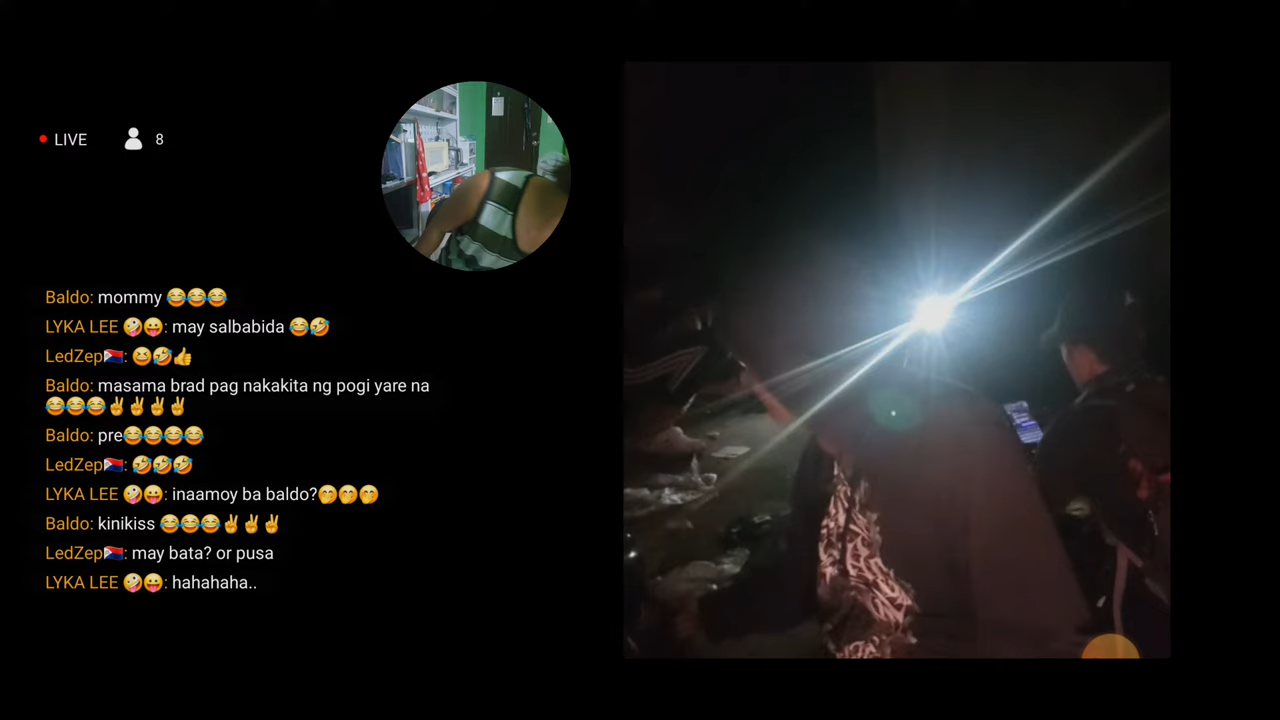 LIVE 8
Baldo: mommy 😂😂😂
LYKA LEE 🤪😛: may salbabida 😂🤣
LedZep🇵🇭: 😆🤣👍
Baldo: masama brad pag nakakita ng pogi yare na
😂😂😂✌✌✌✌
Baldo: pre😂😂😂😂
LedZep🇵🇭: 🤣🤣🤣
LYKA LEE 🤪😛: inaamoy ba baldo?🤭🤭🤭
Baldo: kinikiss 😂😂😂✌✌✌
LedZep🇵🇭: may bata? or pusa
LYKA LEE 🤪😛: hahahaha..